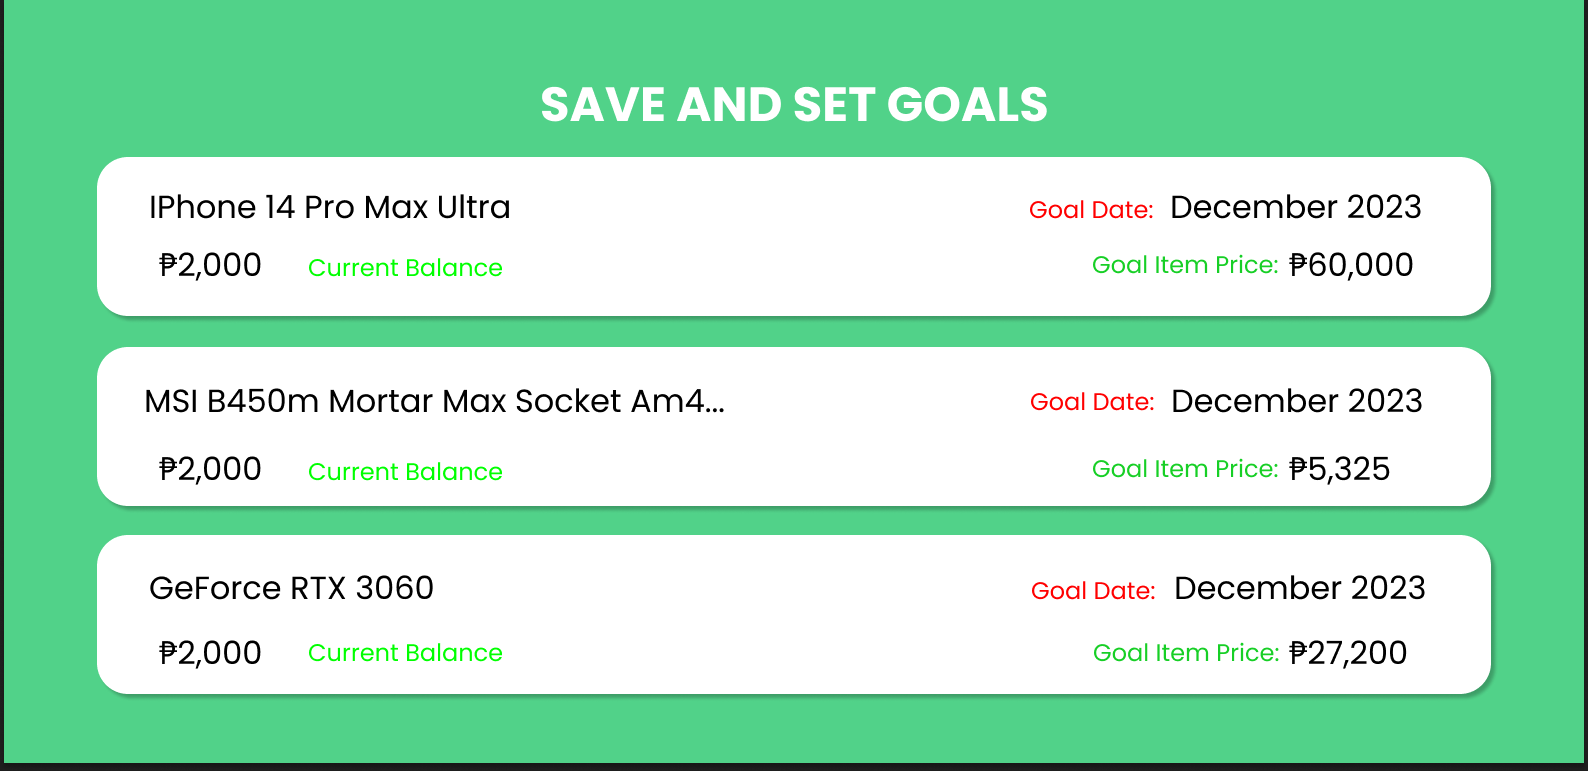 SAVE AND SET GOALS
IPhone 14 Pro Max Ultra
Goal Date: December 2023
₱2,000 Current Balance
Goal Item Price: ₱60,000
MSI B450m Mortar Max Socket Am4...
Goal Date: December 2023
₱2,000 Current Balance
Goal Item Price: ₱5,325
GeForce RTX 3060
Goal Date: December 2023
₱2,000 Current Balance
Goal Item Price: ₱27,200